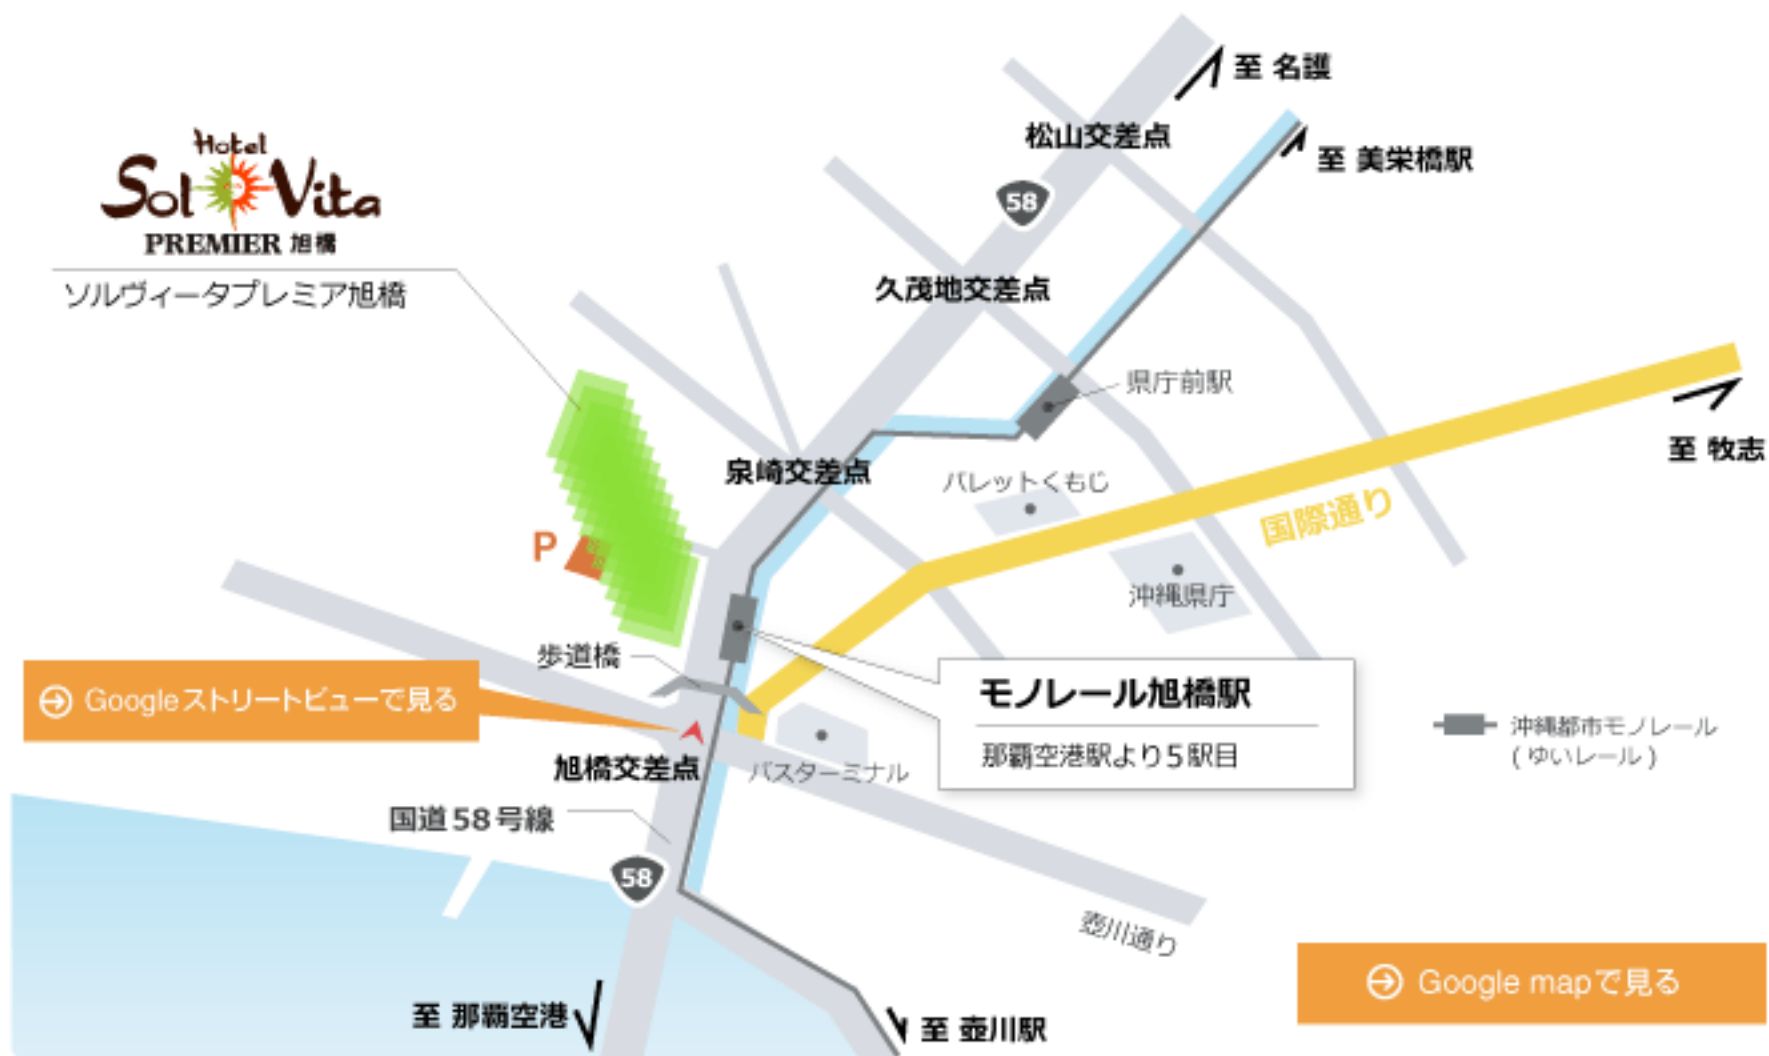 至 名護
松山交差点
至 美栄橋駅
Hotel
Sol Vita
PREMIER 旭橋
58
ソルヴィータプレミア旭橋
久茂地交差点
県庁前駅
至 牧志
泉崎交差点
パレットくもじ
国際通り
P
沖縄県庁
歩道橋
Googleストリートビューで見る
モノレール旭橋駅
那覇空港駅より5駅目
沖縄都市モノレール
(ゆいレール)
旭橋交差点
バスターミナル
国道58号線
58
壺川通り
Google mapで見る
至 那覇空港
至 壺川駅